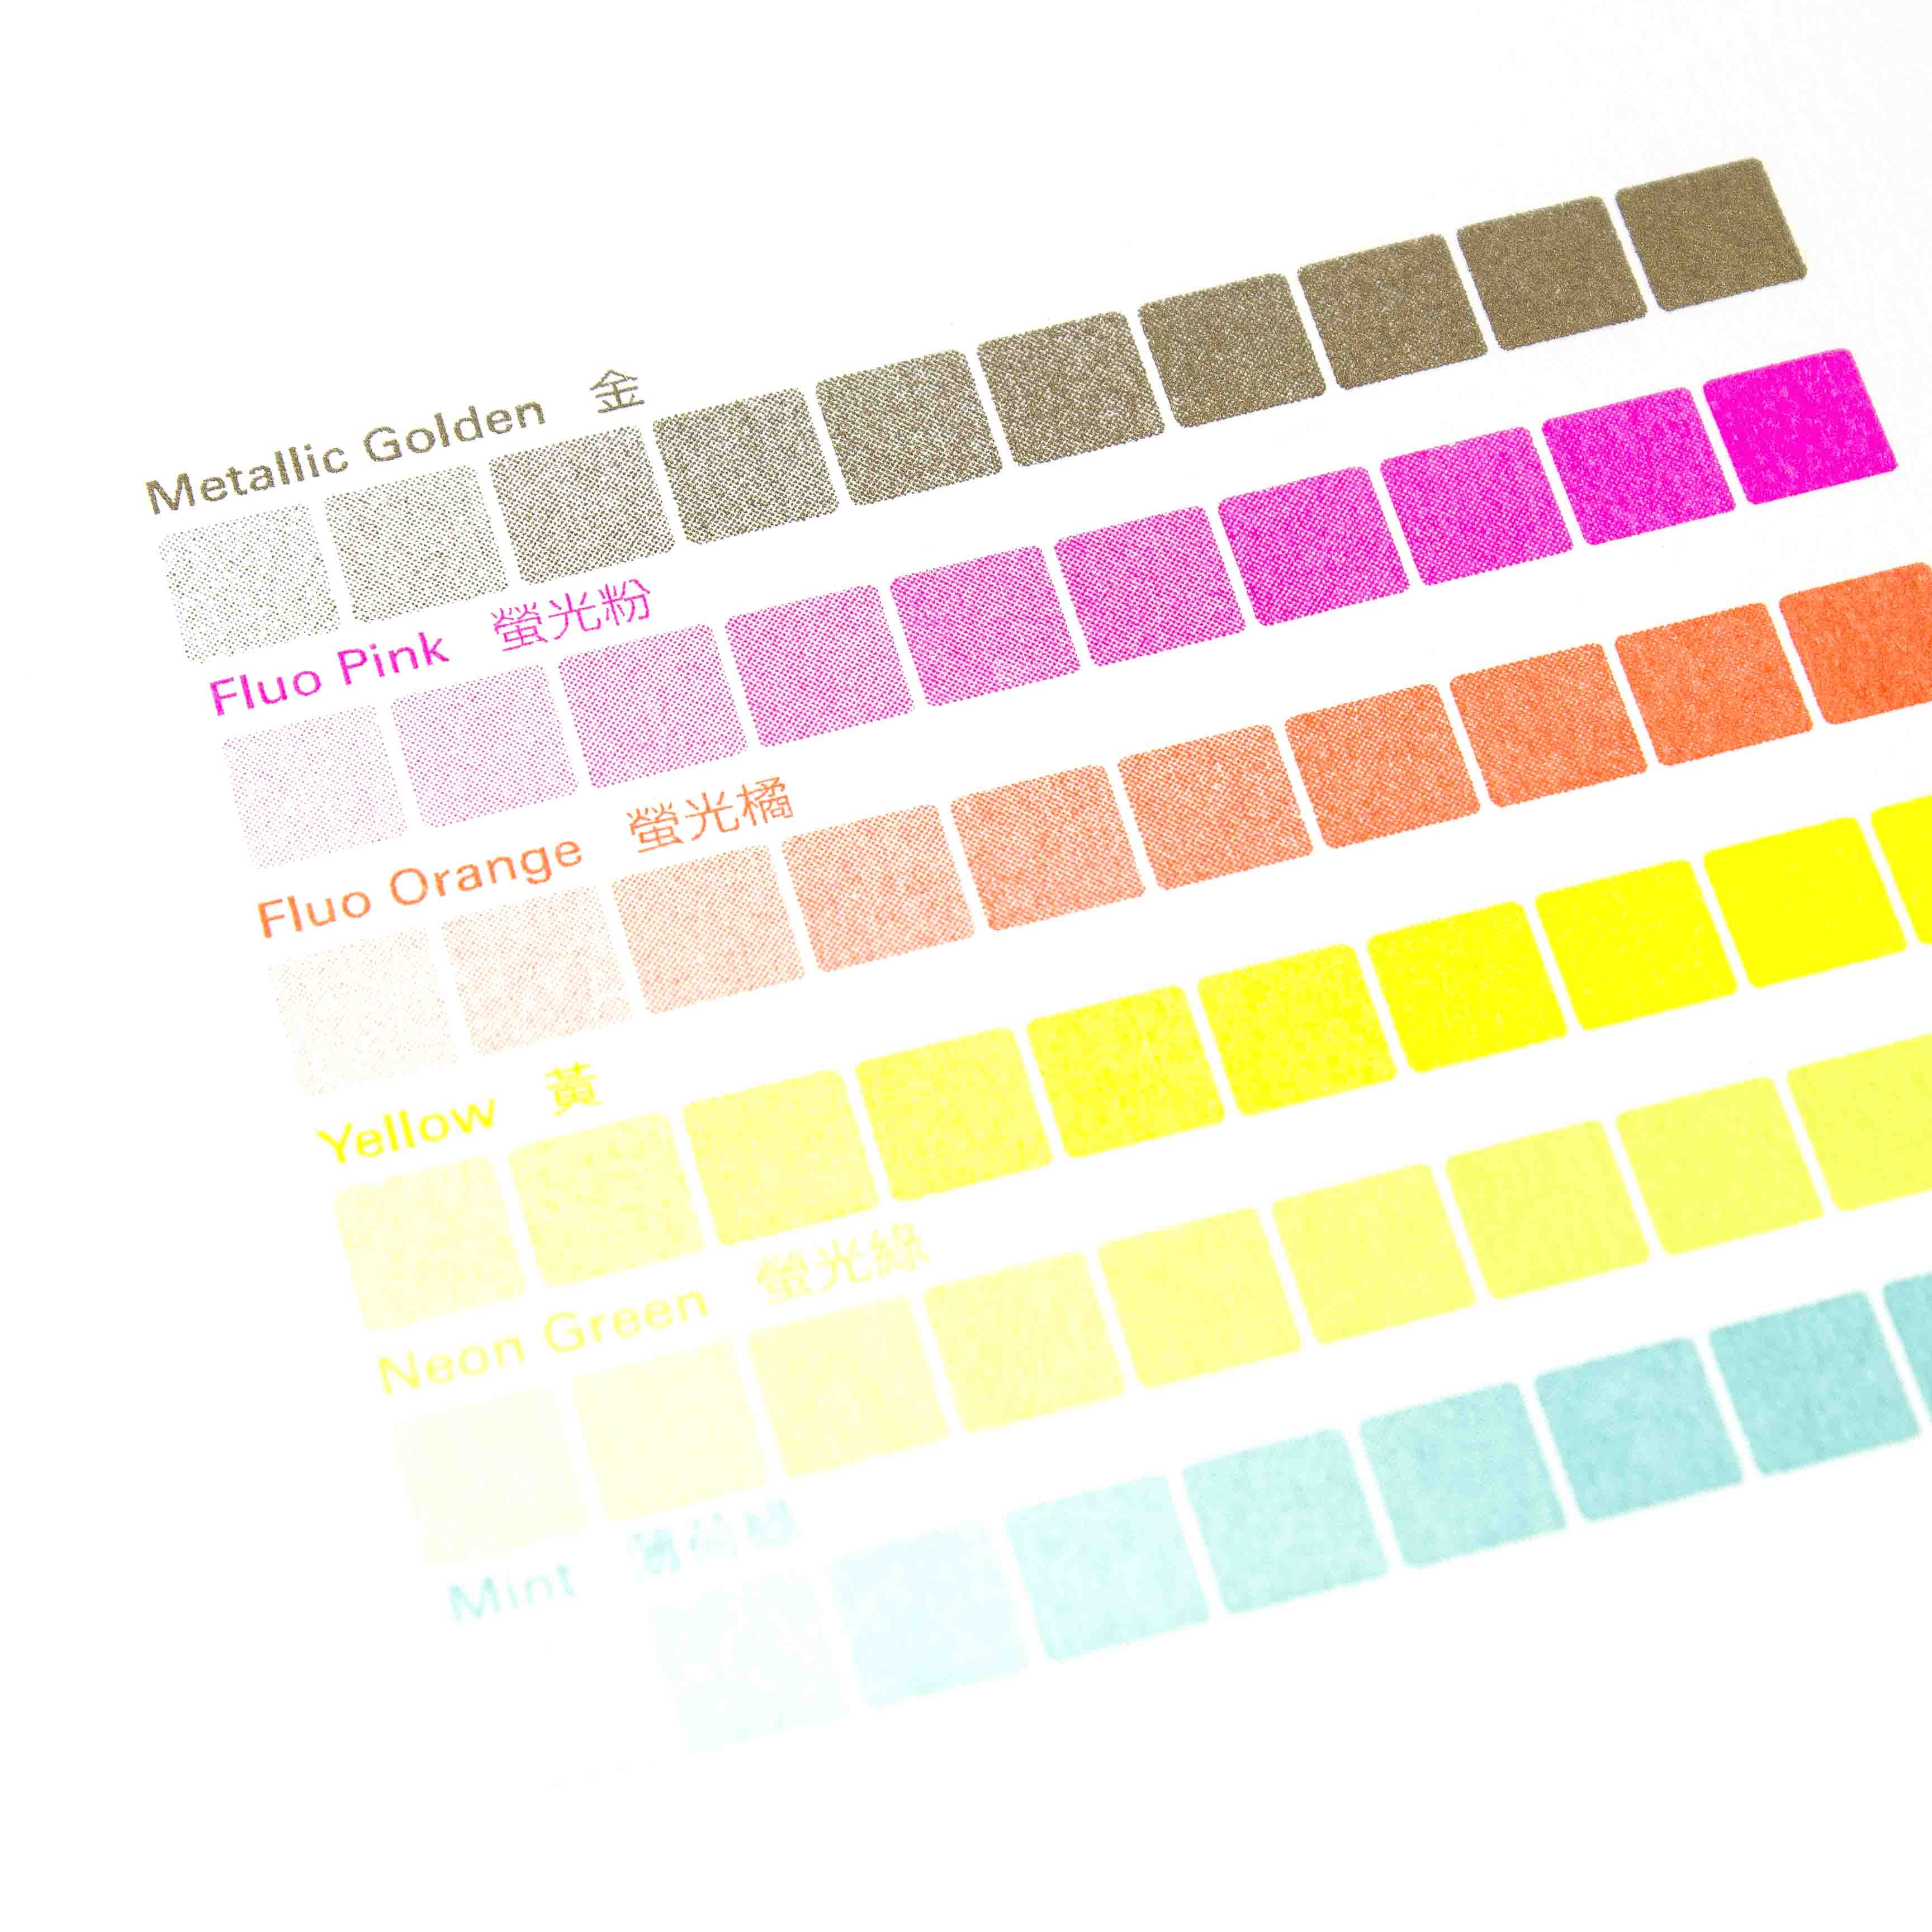 Metallic Golden 金
Fluo Pink 螢光粉
Fluo Orange 螢光橘
Yellow 黃
Neon Green 螢光綠
Mint 薄荷綠